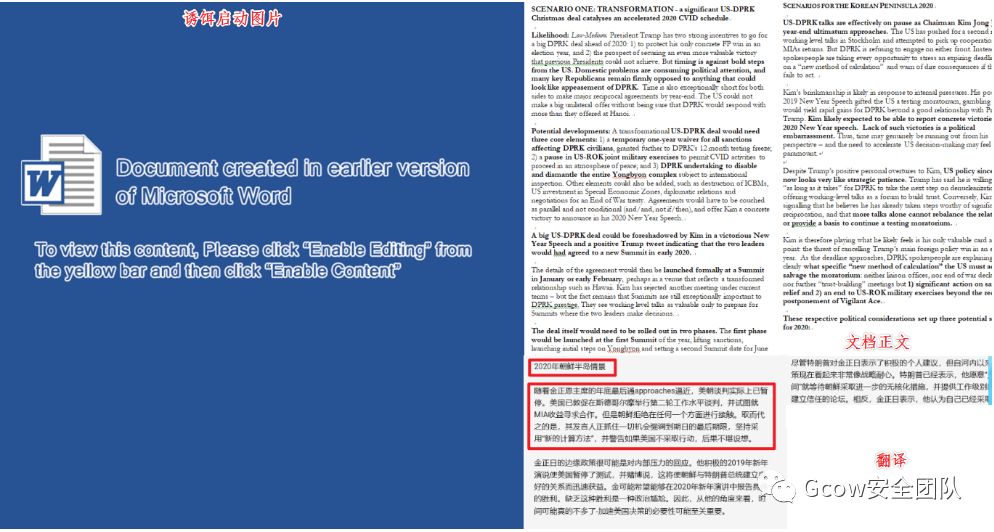 诱饵启动图片
W
Document created in earlier version
of Microsoft Word
To view this content, Please click "Enable Editing" from
the yellow bar and then click "Enable Content"
SCENARIO ONE: TRANSFORMATION - a significant US-DPRK
Christmas deal catalyses an accelerated 2020 CVID schedule.
Likelihood: Low-Medium. President Trump has two strong incentives to go for
a big DPRK deal ahead of 2020: 1) to protect his only concrete FP win in an
election year, and 2) the prospect of securing an even more valuable victory
that previous Presidents could not achieve. But timing is against bold steps
from the US. Domestic problems are consuming political attention, and
many key Republicans remain firmly opposed to anything that could
look like appeasement of DPRK. Time is also exceptionally short for both
sides to make major reciprocal agreements by year-end. The US could not
make a big unilateral offer without being sure that DPRK would respond with
more than they offered at Hanoi.
Potential developments: A transformational US-DPRK deal would need
three core elements: 1) a temporary one-year waiver for all sanctions
affecting DPRK civilians, granted further to DPRK's 12-month testing freeze;
2) a pause in US-ROK joint military exercises to permit CVID activities to
proceed in an atmosphere of peace; and 3) DPRK undertaking to disable
and dismantle the entire Yongbyon complex subject to international
inspection. Other elements could also be added, such as destruction of ICBMs,
US investment in Special Economic Zones, diplomatic relations and
negotiations for an End of War treaty. Agreements would have to be couched
as parallel and not conditional (and/and, not if/then), and offer Kim a concrete
victory to announce in his 2020 New Year Speech.
A big US-DPRK deal could be foreshadowed by Kim in a victorious New
Year Speech and a positive Trump tweet indicating that the two leaders
would had agreed to a new Summit in early 2020.
The details of the agreement would then be launched formally at a Summit
in January or early February, perhaps in a venue that reflects a transformed
relationship such as Hawaii. Kim has rejected another meeting under current
terms – but the fact remains that Summits are still exceptionally important to
DPRK prestige. They see working level talks as valuable only to prepare for
Summits where the two leaders make decisions.
The deal itself would need to be rolled out in two phases. The first phase
would be launched at the first Summit of the year, lifting sanctions,
launching initial steps on Yongbyon and setting a second Summit date for June
SCENARIOS FOR THE KOREAN PENINSULA 2020
US-DPRK talks are effectively on pause as Chairman Kim Jong
year-end ultimatum approaches. The US has pushed for a second
working level talks in Stockholm and attempted to pick up cooperation
MIAs returns. But DPRK is refusing to engage on either front. Instead
spokespeople are taking every opportunity to stress an expiring deadline
on a "new method of calculation" and warn of dire consequences if the
fails to act.
Kim's brinkmanship is likely in response to internal pressures. His po
2019 New Year Speech gifted the US a testing moratorium, gambling
would yield rapid gains for DPRK beyond a good relationship with P
Trump. Kim likely expected to be able to report concrete victories
2020 New Year speech. Lack of such victories is a political
embarrassment. Thus, time may genuinely be running out from his
perspective – and the need to accelerate US decision-making may feel
paramount.
Despite Trump's positive personal overtures to Kim, US policy since
now looks very like strategic patience. Trump has said he is willing
"as long as it takes" for DPRK to take the next step on denuclearization
offering working-level talks as a forum to build trust. Conversely, Kim
signalling that he believes he has already taken steps worthy of significant
reciprocation, and that more talks alone cannot rebalance the relat
or provide a basis to continue a testing moratorium.
Kim is therefore playing what he likely feels is his only valuable card a
point: the threat of cancelling Trump's main foreign policy win in an e
year. As the deadline approaches, DPRK spokespeople are explaining
clearly what specific "new method of calculation" the US must ac
salvage the moratorium: neither liaison offices, nor end of war decla
nor further "trust-building" meetings but 1) significant action on sa
relief and 2) an end to US-ROK military exercises beyond the rec
postponement of Vigilant Ace.
These respective political considerations set up three potential s
for 2020:
文档正文
2020年朝鲜半岛情景
随着金正恩主席的年底最后通approaches逼近，美朝谈判实际上已暂
停。美国已敦促在斯德哥尔摩举行第二轮工作水平谈判，并试图就
MIA收益寻求合作。但是朝鲜拒绝在任何一个方面进行接触。取而代
之的是，其发言人正抓住一切机会强调到期日的最后期限，坚持采
用"新的计算方法"，并警告如果美国不采取行动，后果不堪设想。
金正日的边缘政策很可能是对内部压力的回应。他积极的2019年新年
演说使美国暂停了测试，并赌博说，这将使朝鲜与特朗普总统建立
好的关系而迅速获益。金可能希望能够在2020年新年演讲中报告具
的胜利。缺乏这种胜利是一种政治尴尬。因此，从他的角度来看，时
间可能真的不多了-加速美国决策的必要性可能至关重要。
尽管特朗普对金正日表示了积极的个人建议，但自河内以
策现在看起来非常像战略耐心。特朗普已经表示，他愿意"
间"就等待朝鲜采取进一步的无核化措施，并提供工作级别
建立信任的论坛。相反，金正日表示，他认为自己已经采
翻译
Gcow安全团队